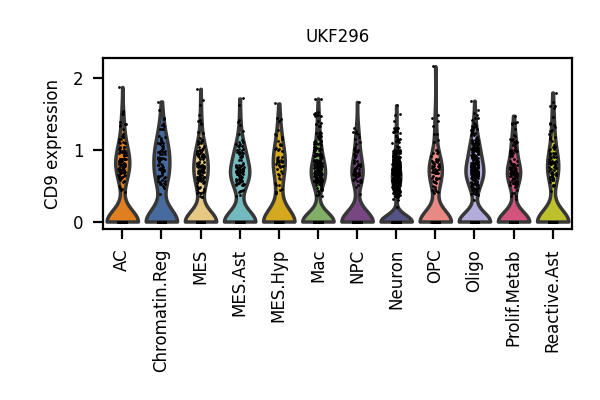 UKF296
CD9 expression
2
1
0
AC
Chromatin.Reg
MES
MES.Ast
MES.Hyp
Mac
NPC
Neuron
OPC
Oligo
Prolif.Metab
Reactive.Ast